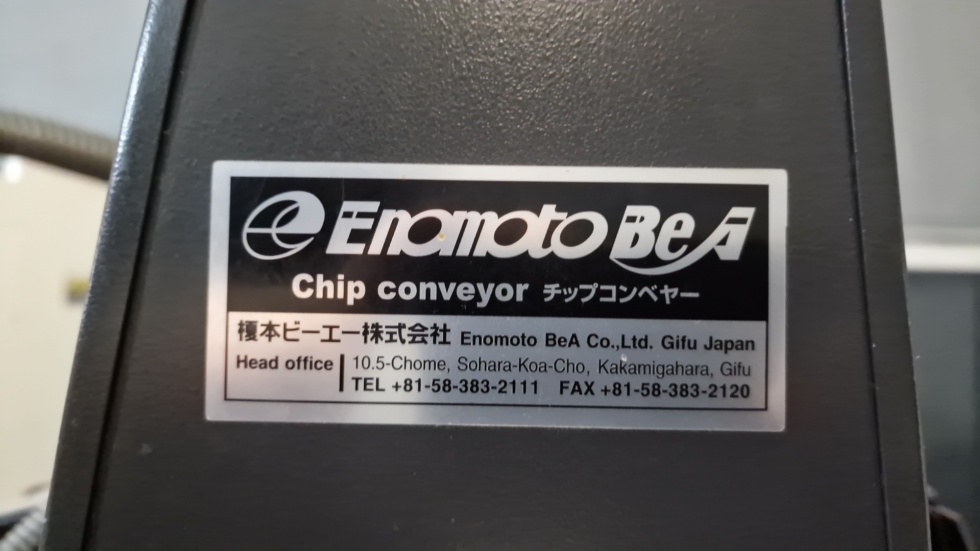 e Enomoto BeA
Chip conveyor チップコンベヤー
榎本ビーエー株式会社 Enomoto BeA Co.,Ltd. Gifu Japan
Head office 10.5-Chome, Sohara-Koa-Cho, Kakamigahara, Gifu
TEL +81-58-383-2111 FAX +81-58-383-2120